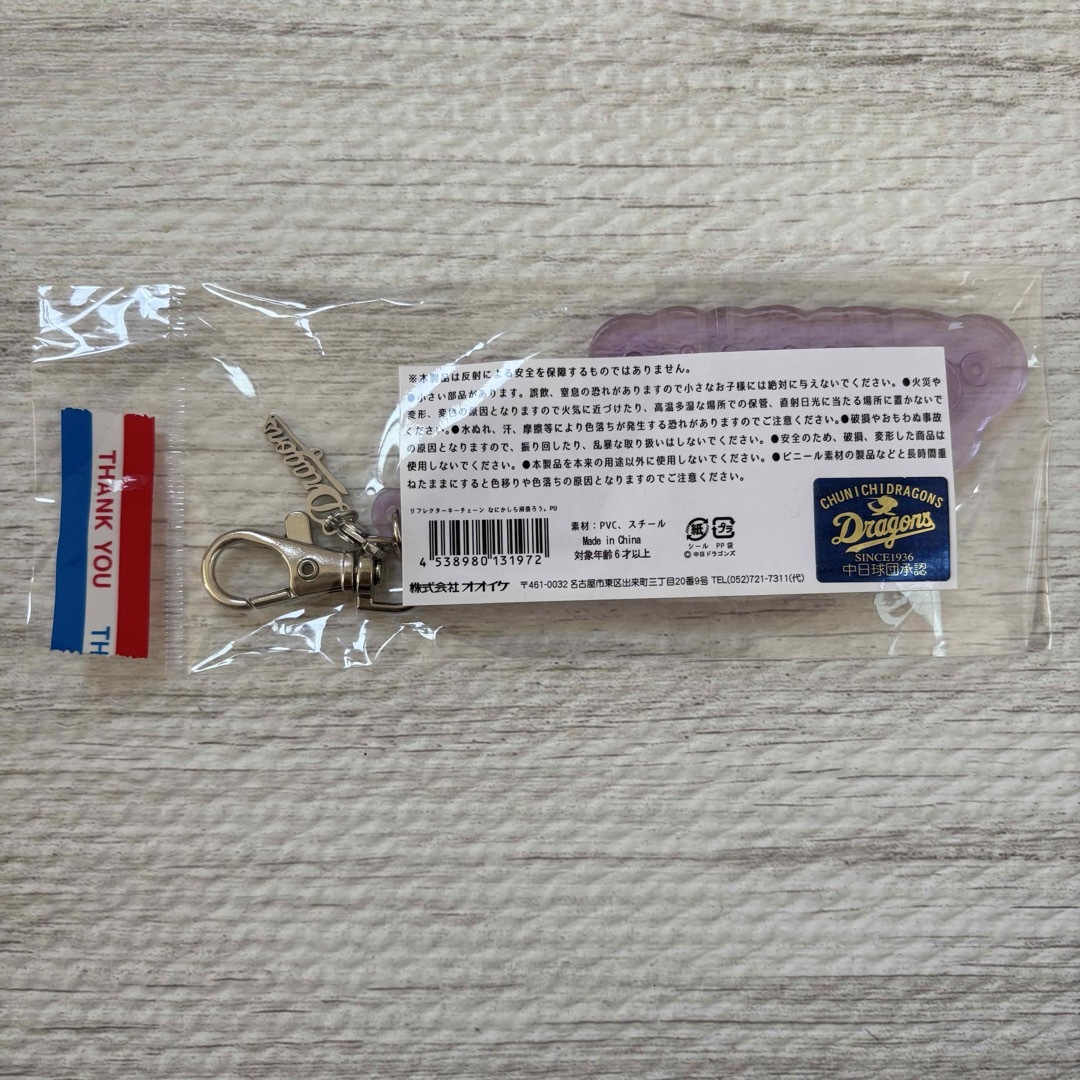 ※本製品は反射による安全を保障するものではありません。
●小さい部品があります。誤飲、窒息の恐れがありますので小さなお子様には絶対に与えないでください。●火災や
変形、変色の原因となりますので火気に近づけたり、高温多湿な場所での保管、直射日光に当たる場所に置かないで
ください。●水ぬれ、汗、摩擦等により色落ちが発生する恐れがありますのでご注意ください。●破損やおもわぬ事故
の原因となりますので、振り回したり、乱暴な取り扱いはしないでください。●安全のため、破損、変形した商品は
使用しないでください。●本製品を本来の用途以外に使用しないでください。●ビニール素材の製品などと長時間重
ねたままにすると色移りや色落ちの原因となりますのでご注意ください。
リフレクターキーチェーン なにかしら頑張ろう。PU
4 538980 131972
素材：PVC、スチール
Made in China
対象年齢６才以上
紙 プラ
シール PP 袋
©中日ドラゴンズ
株式会社オオイケ 〒461-0032 名古屋市東区出来町三丁目20番9号 TEL(052)721-7311(代)
CHUNICHI DRAGONS
Dragons
SINCE1936
中日球団承認
Dragons
THANK YOU
TH